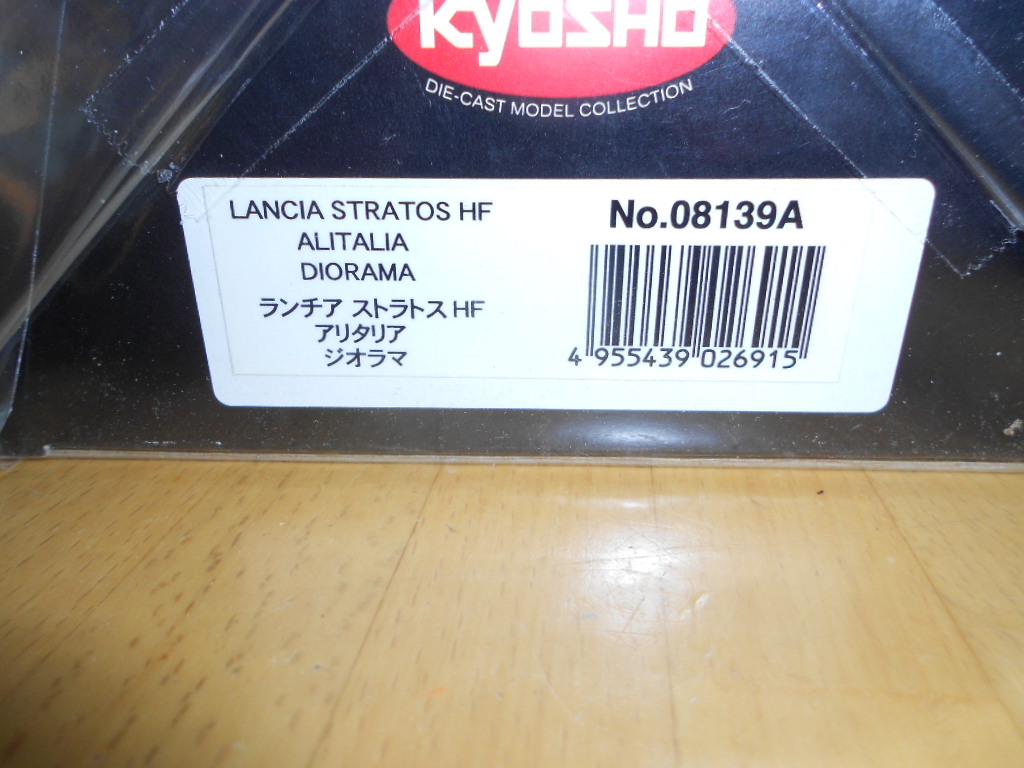 KYOSHO
DIE-CAST MODEL COLLECTION
LANCIA STRATOS HF
ALITALIA
DIORAMA
ランチア ストラトス HF
アリタリア
ジオラマ
No.08139A
4 955439 026915